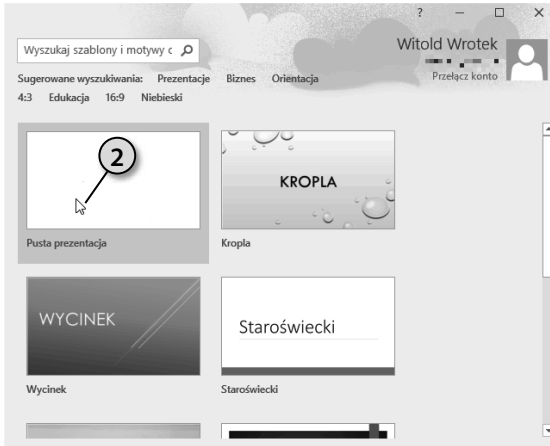 ?
Wyszukaj szablony i motywy c
Witold Wrotek
Przełącz konto
Sugerowane wyszukiwania: Prezentacje Biznes Orientacja
4:3 Edukacja 16:9 Niebieski
2
KROPLA
Pusta prezentacja
Kropla
WYCINEK
Staroświecki
Wycinek
Staroświecki